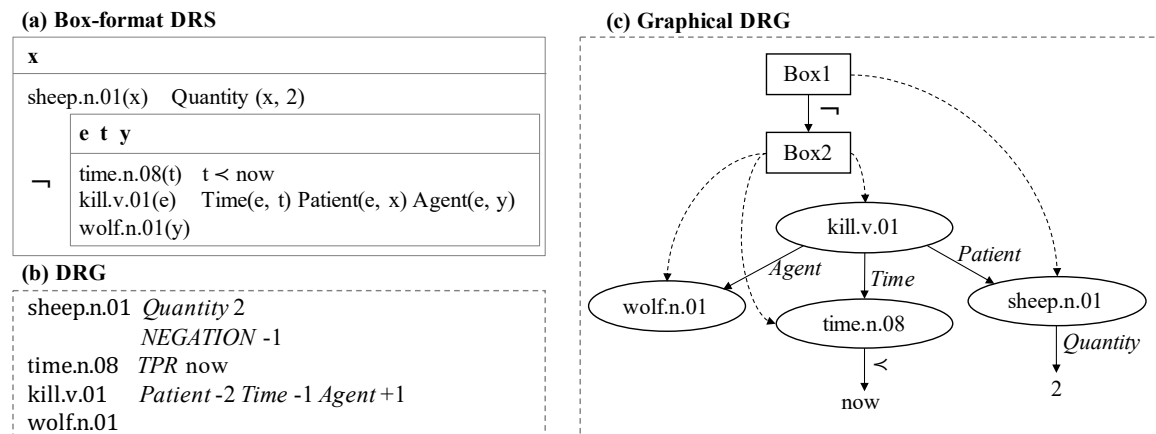 (a) Box-format DRS
x
sheep.n.01(x) Quantity (x, 2)
¬
e t y
time.n.08(t) t ≺ now
kill.v.01(e) Time(e, t) Patient(e, x) Agent(e, y)
wolf.n.01(y)
(b) DRG
sheep.n.01 Quantity 2
NEGATION -1
time.n.08 TPR now
kill.v.01 Patient -2 Time -1 Agent +1
wolf.n.01
(c) Graphical DRG
Box1
¬
Box2
kill.v.01
Agent
Time
Patient
wolf.n.01
time.n.08
sheep.n.01
≺
Quantity
now
2